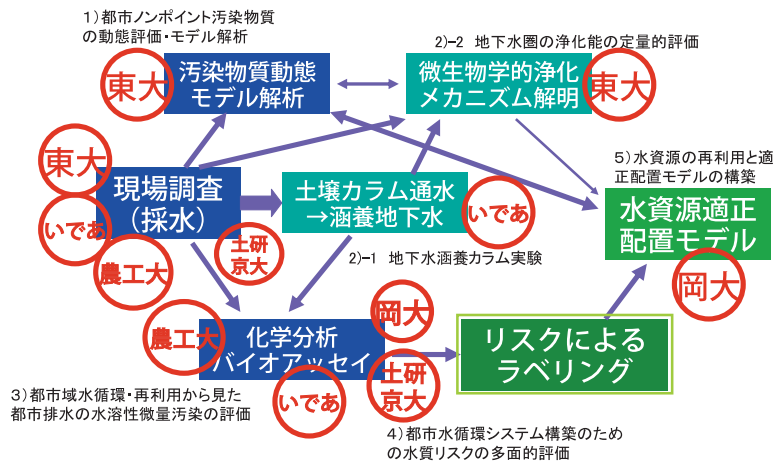 1）都市ノンポイント汚染物質
の動態評価・モデル解析
2）-2 地下水圏の浄化能の定量的評価
東大
汚染物質動態
モデル解析
微生物学的浄化
メカニズム解明
東大
5）水資源の再利用と適
正配置モデルの構築
東大
現場調査
（採水）
いであ
農工大
土研
京大
土壌カラム通水
→涵養地下水
いであ
2）-1 地下水涵養カラム実験
水資源適正
配置モデル
岡大
農工大
化学分析
バイオアッセイ
岡大
いであ
土研
京大
リスクによる
ラベリング
3）都市域水循環・再利用から見た
都市排水の水溶性微量汚染の評価
4）都市水循環システム構築のため
の水質リスクの多面的評価